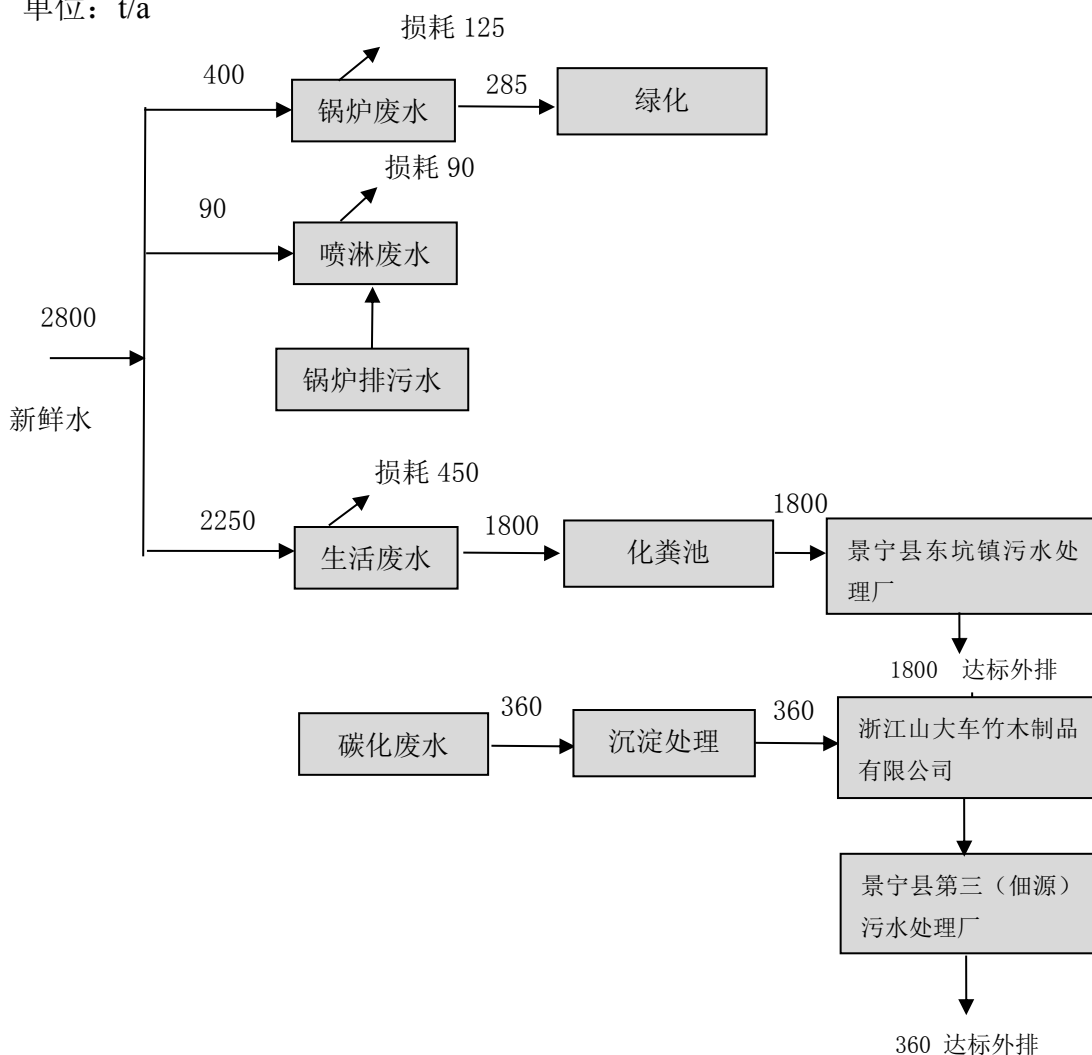 单位：t/a
损耗 125
400
锅炉废水
285
绿化
损耗 90
90
喷淋废水
2800
锅炉排污水
新鲜水
损耗 450
2250
生活废水
1800
化粪池
1800
景宁县东坑镇污水处
理厂
1800 达标外排
碳化废水
360
沉淀处理
360
浙江山大车竹木制品
有限公司
景宁县第三（佃源）
污水处理厂
360 达标外排